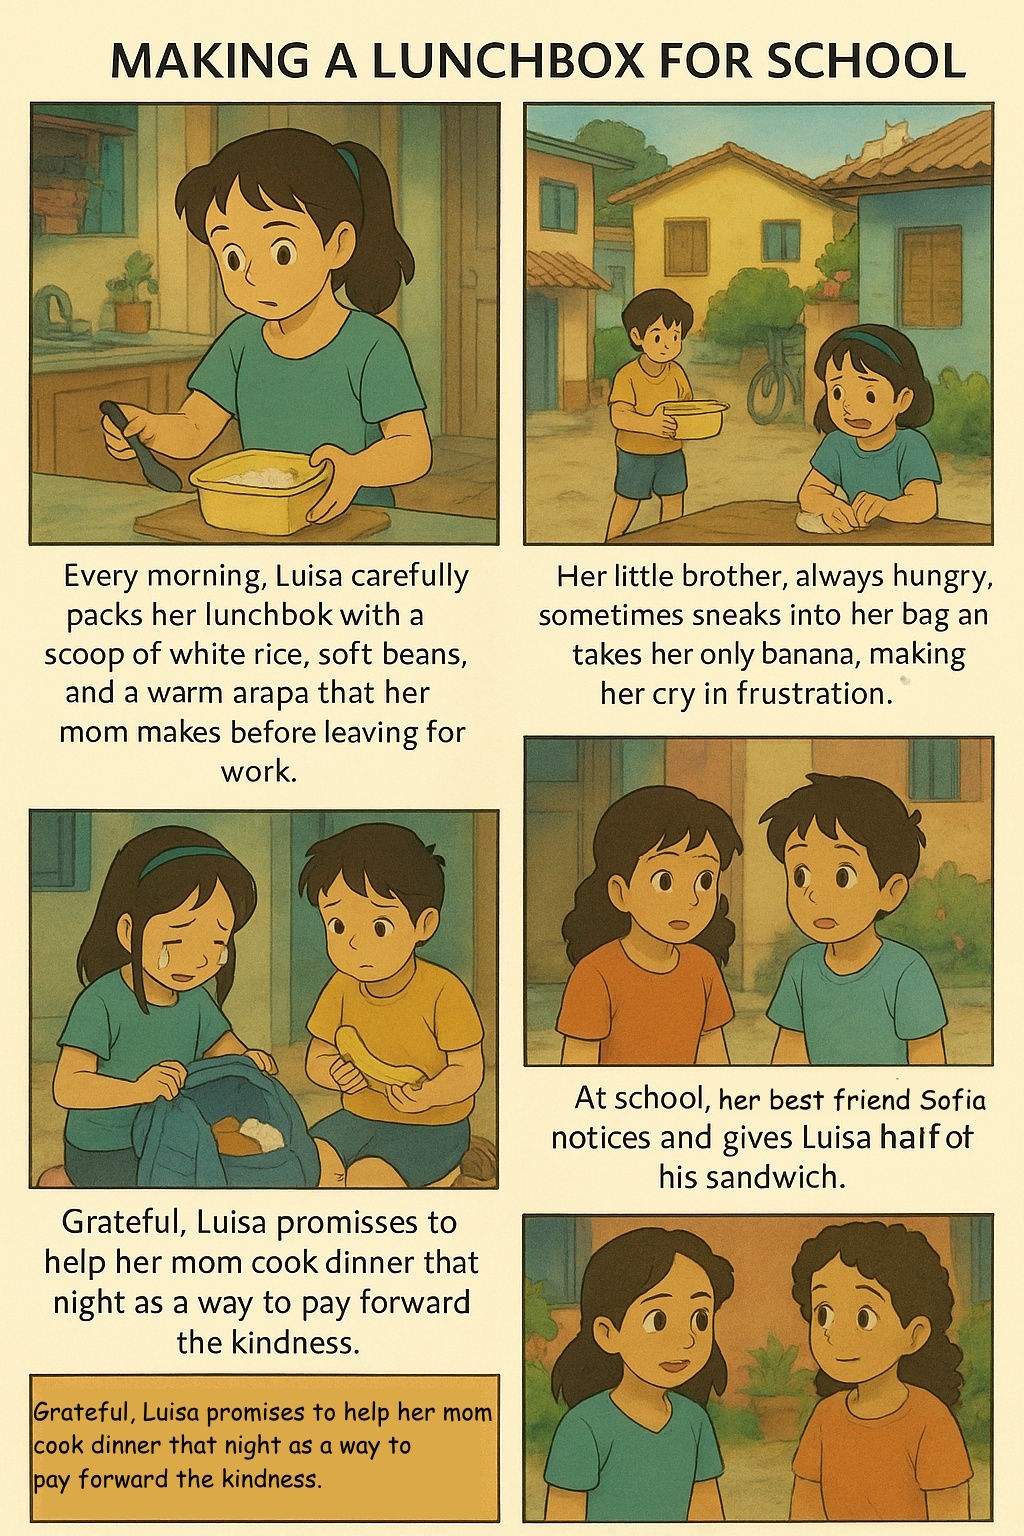 MAKING A LUNCHBOX FOR SCHOOL
Every morning, Luisa carefully
packs her lunchbok with a
scoop of white rice, soft beans,
and a warm arapa that her
mom makes before leaving for
work.
Her little brother, always hungry,
sometimes sneaks into her bag an
takes her only banana, making
her cry in frustration.
At school, her best friend Sofia
notices and gives Luisa half of
his sandwich.
Grateful, Luisa promisses to
help her mom cook dinner that
night as a way to pay forward
the kindness.
Grateful, Luisa promises to help her mom
cook dinner that night as a way to
pay forward the kindness.